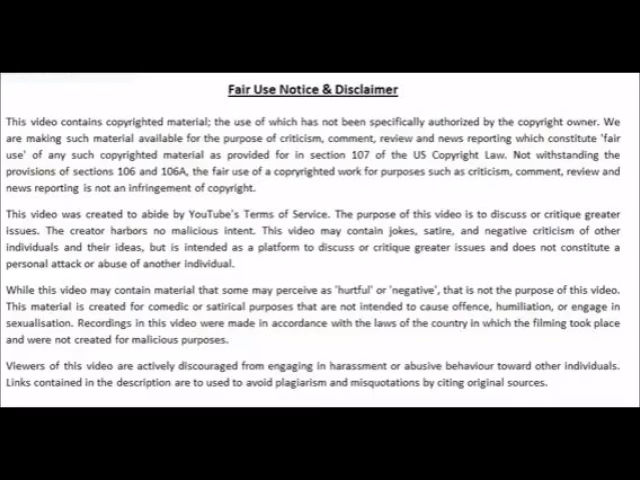 Fair Use Notice & Disclaimer
This video contains copyrighted material; the use of which has not been specifically authorized by the copyright owner. We
are making such material available for the purpose of criticism, comment, review and news reporting which constitute 'fair
use' of any such copyrighted material as provided for in section 107 of the US Copyright Law. Not withstanding the
provisions of sections 106 and 106A, the fair use of a copryrighted work for purposes such as criticism, comment, review and
news reporting is not an infringement of copyright.
This video was created to abide by YouTube's Terms of Service. The purpose of this video is to discuss or critique greater
issues. The creator harbors no malicious intent. This video may contain jokes, satire, and negative criticism of other
individuals and their ideas, but is intended as a platform to discuss or critique greater issues and does not constitute a
personal attack or abuse of another individual.
While this video may contain material that some may perceive as 'hurtful' or 'negative', that is not the purpose of this video.
This material is created for comedic or satirical purposes that are not intended to cause offence, humiliation, or engage in
sexualisation. Recordings in this video were made in accordance with the laws of the country in which the filming took place
and were not created for malicious purposes.
Viewers of this video are actively discouraged from engaging in harassment or abusive behaviour toward other individuals.
Links contained in the description are to used to avoid plagiarism and misquotations by citing original sources.